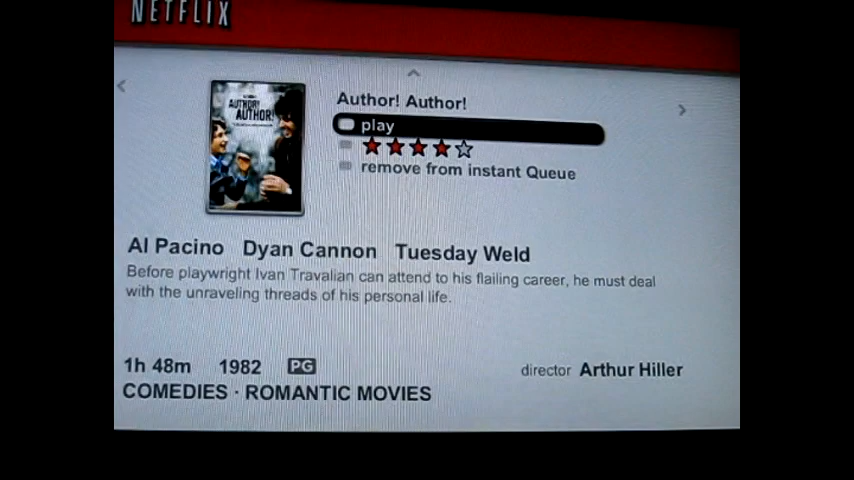 NETFLIX
Author! Author!
AUTHOR!
AUTHOR!
play
remove from instant Queue
Al Pacino Dyan Cannon Tuesday Weld
Before playwright Ivan Travalian can attend to his flailing career, he must deal
with the unraveling threads of his personal life.
1h 48m 1982 PG
director Arthur Hiller
COMEDIES · ROMANTIC MOVIES